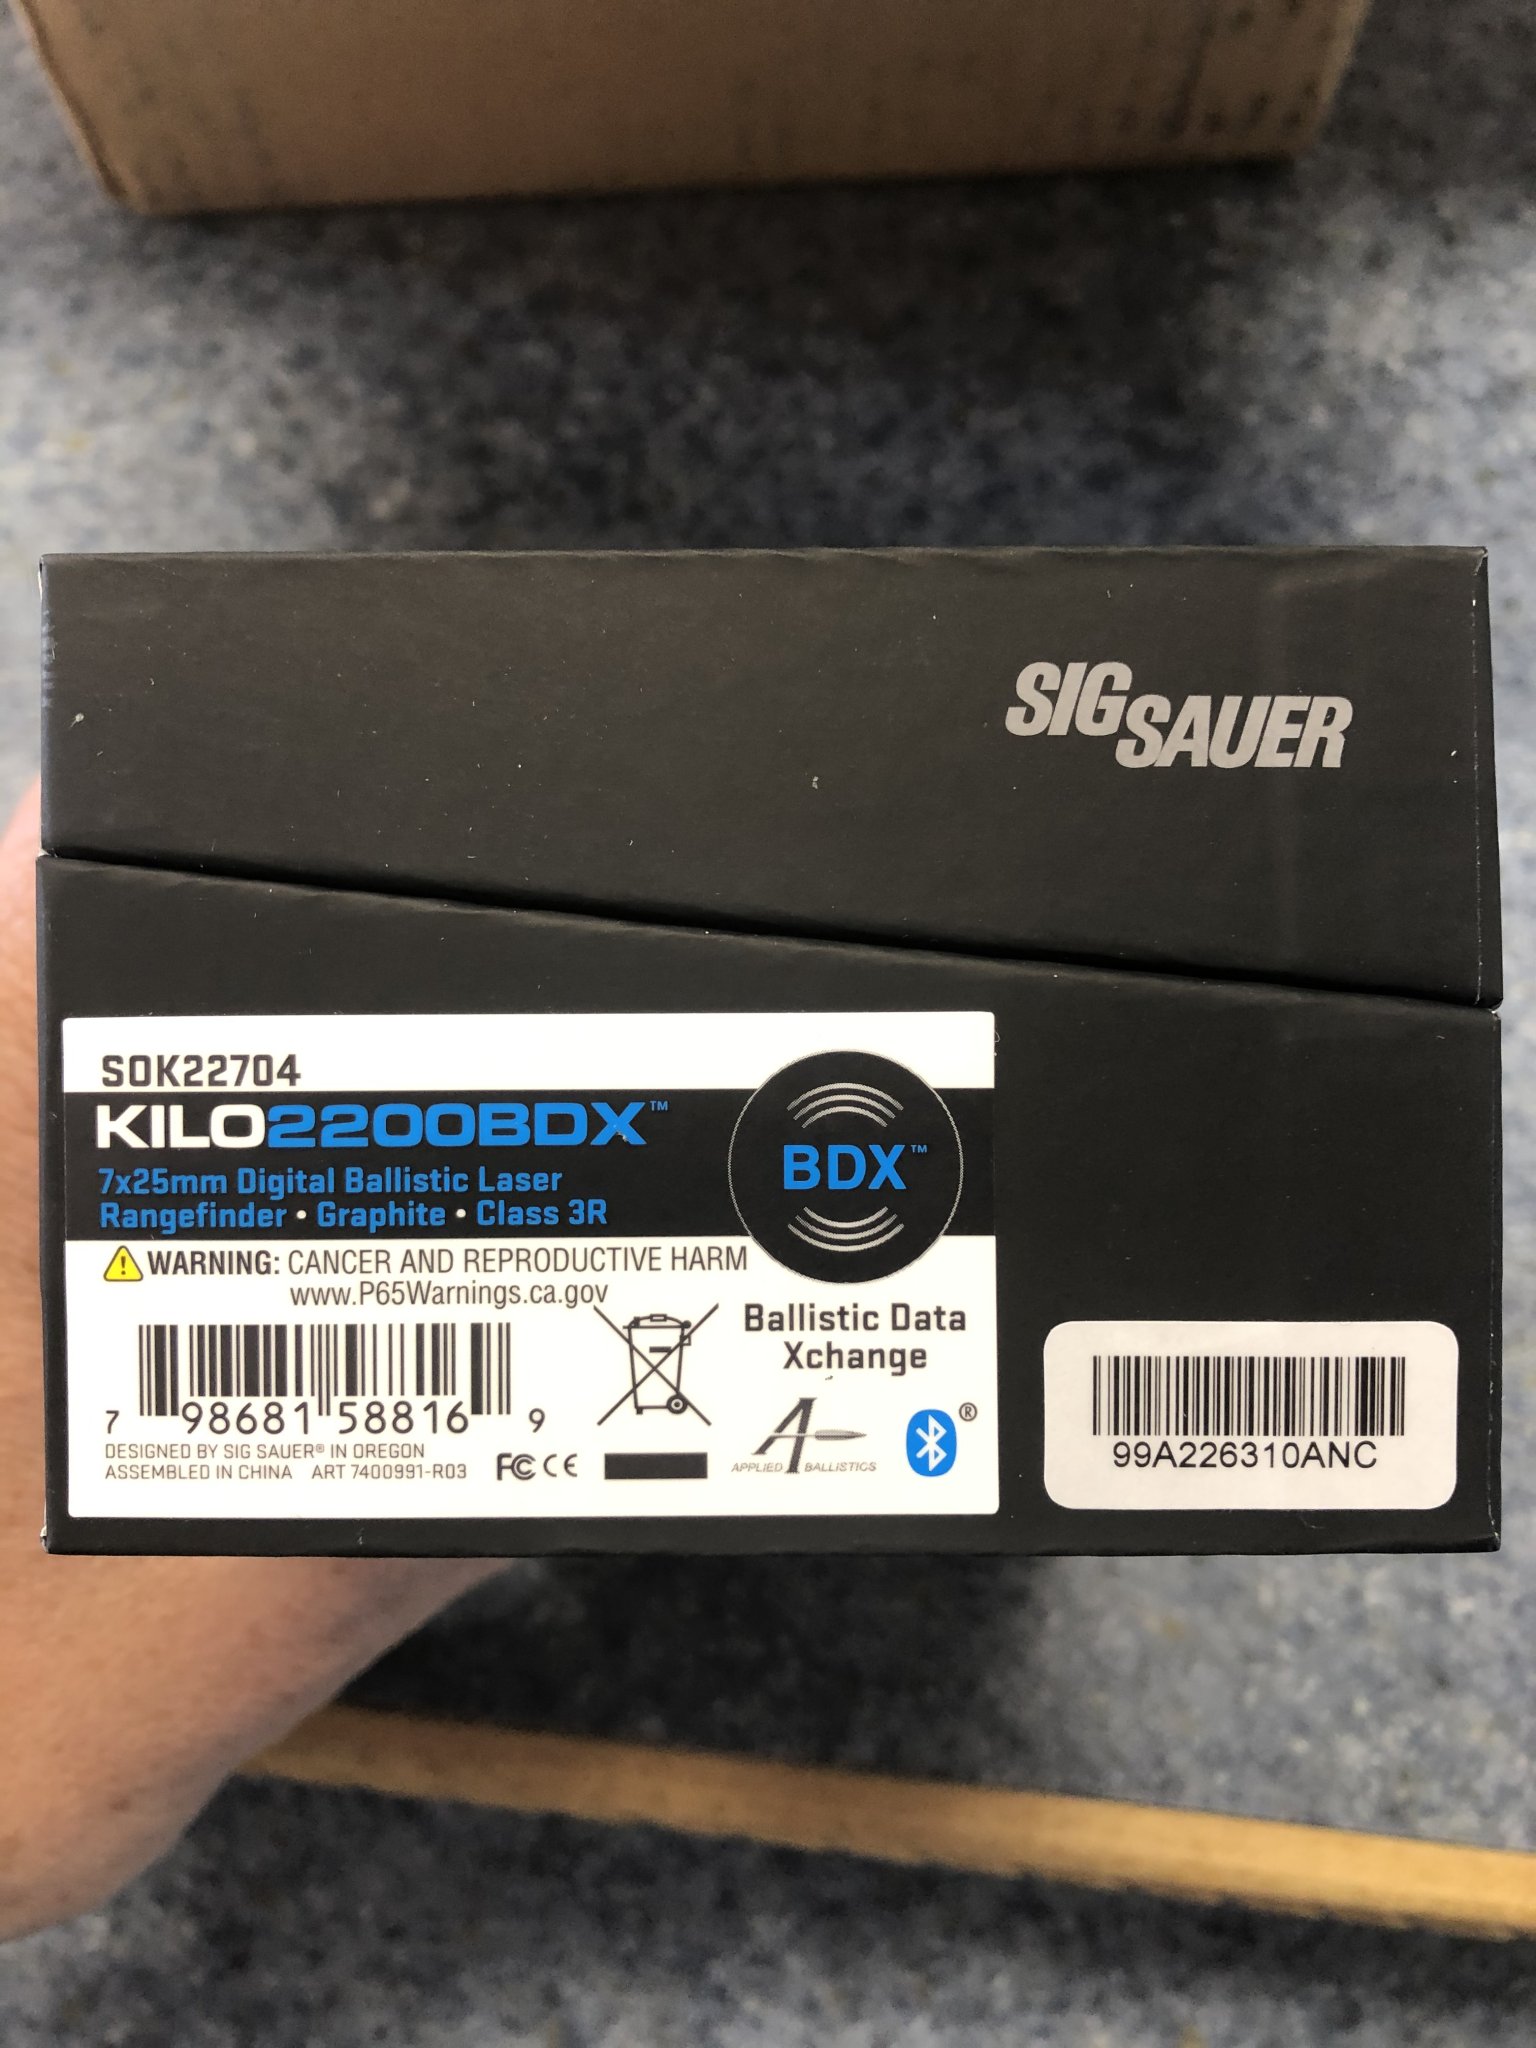 SIG SAUER
SOK22704
KILO2200BDX™
7x25mm Digital Ballistic Laser
Rangefinder • Graphite • Class 3R
BDX™
WARNING: CANCER AND REPRODUCTIVE HARM
www.P65Warnings.ca.gov
Ballistic Data
Xchange
7 98681 58816 9
DESIGNED BY SIG SAUER® IN OREGON
ASSEMBLED IN CHINA ART 7400991-R03
FC CE
APPLIED BALLISTICS
®
99A226310ANC